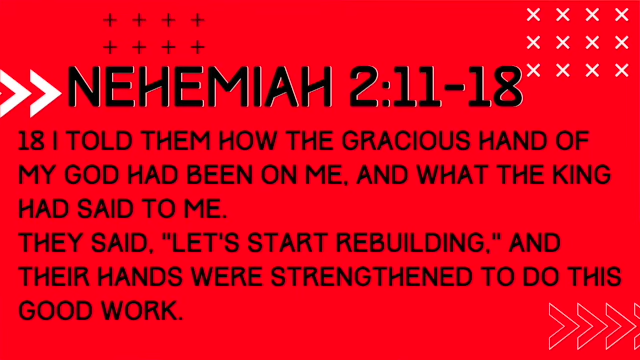 NEHEMIAH 2:11-18
18 I TOLD THEM HOW THE GRACIOUS HAND OF
MY GOD HAD BEEN ON ME, AND WHAT THE KING
HAD SAID TO ME.
THEY SAID, "LET'S START REBUILDING," AND
THEIR HANDS WERE STRENGTHENED TO DO THIS
GOOD WORK.